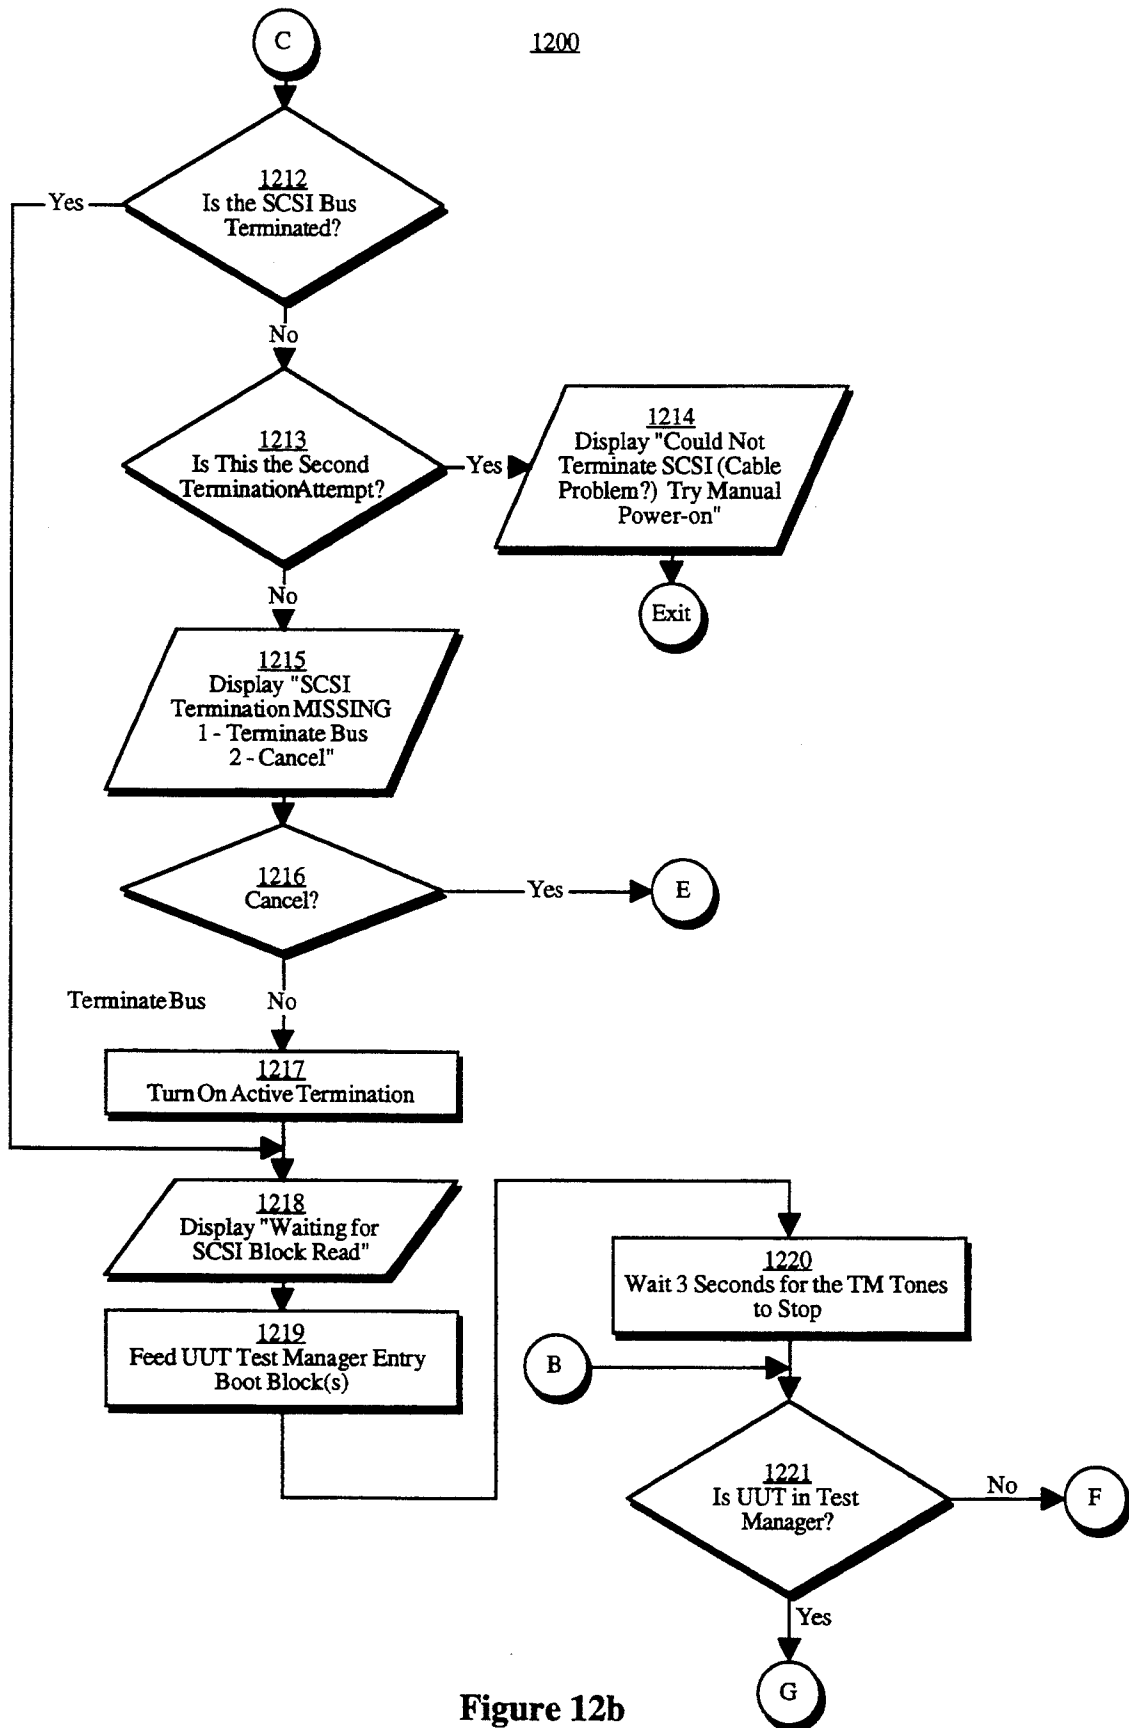 C
1200
1212
Is the SCSI Bus
Terminated?
Yes
No
1213
Is This the Second
Termination Attempt?
Yes
1214
Display "Could Not
Terminate SCSI (Cable
Problem?) Try Manual
Power-on"
Exit
No
1215
Display "SCSI
Termination MISSING
1 - Terminate Bus
2 - Cancel"
1216
Cancel?
Yes
E
Terminate Bus
No
1217
Turn On Active Termination
1218
Display "Waiting for
SCSI Block Read"
1219
Feed UUT Test Manager Entry
Boot Block(s)
1220
Wait 3 Seconds for the TM Tones
to Stop
B
1221
Is UUT in Test
Manager?
No
F
Yes
G
Figure 12b